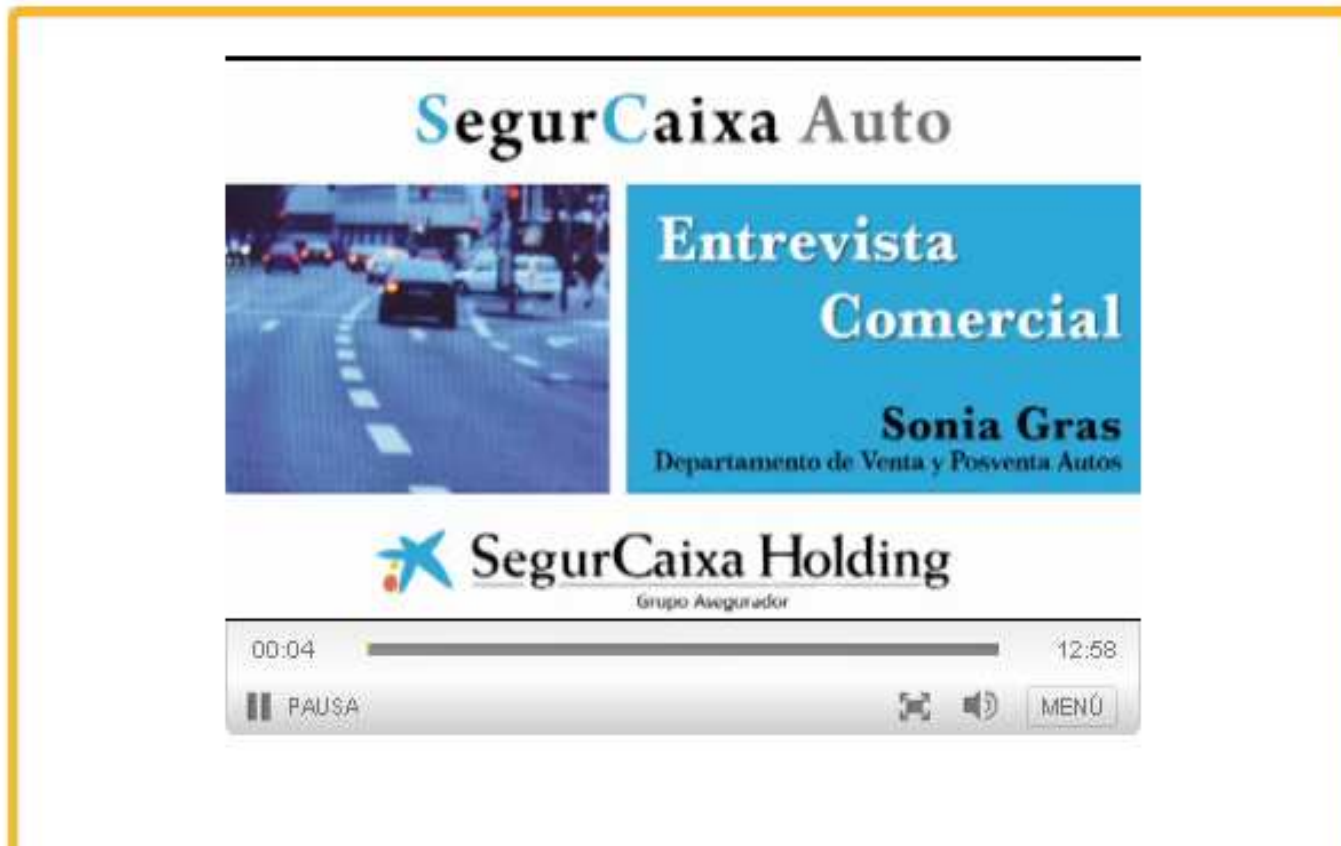 SegurCaixa Auto
Entrevista
Comercial
Sonia Gras
Departamento de Venta y Posventa Autos
SegurCaixa Holding
Grupo Asegurador
00:04 12:58
PAUSA MENÚ